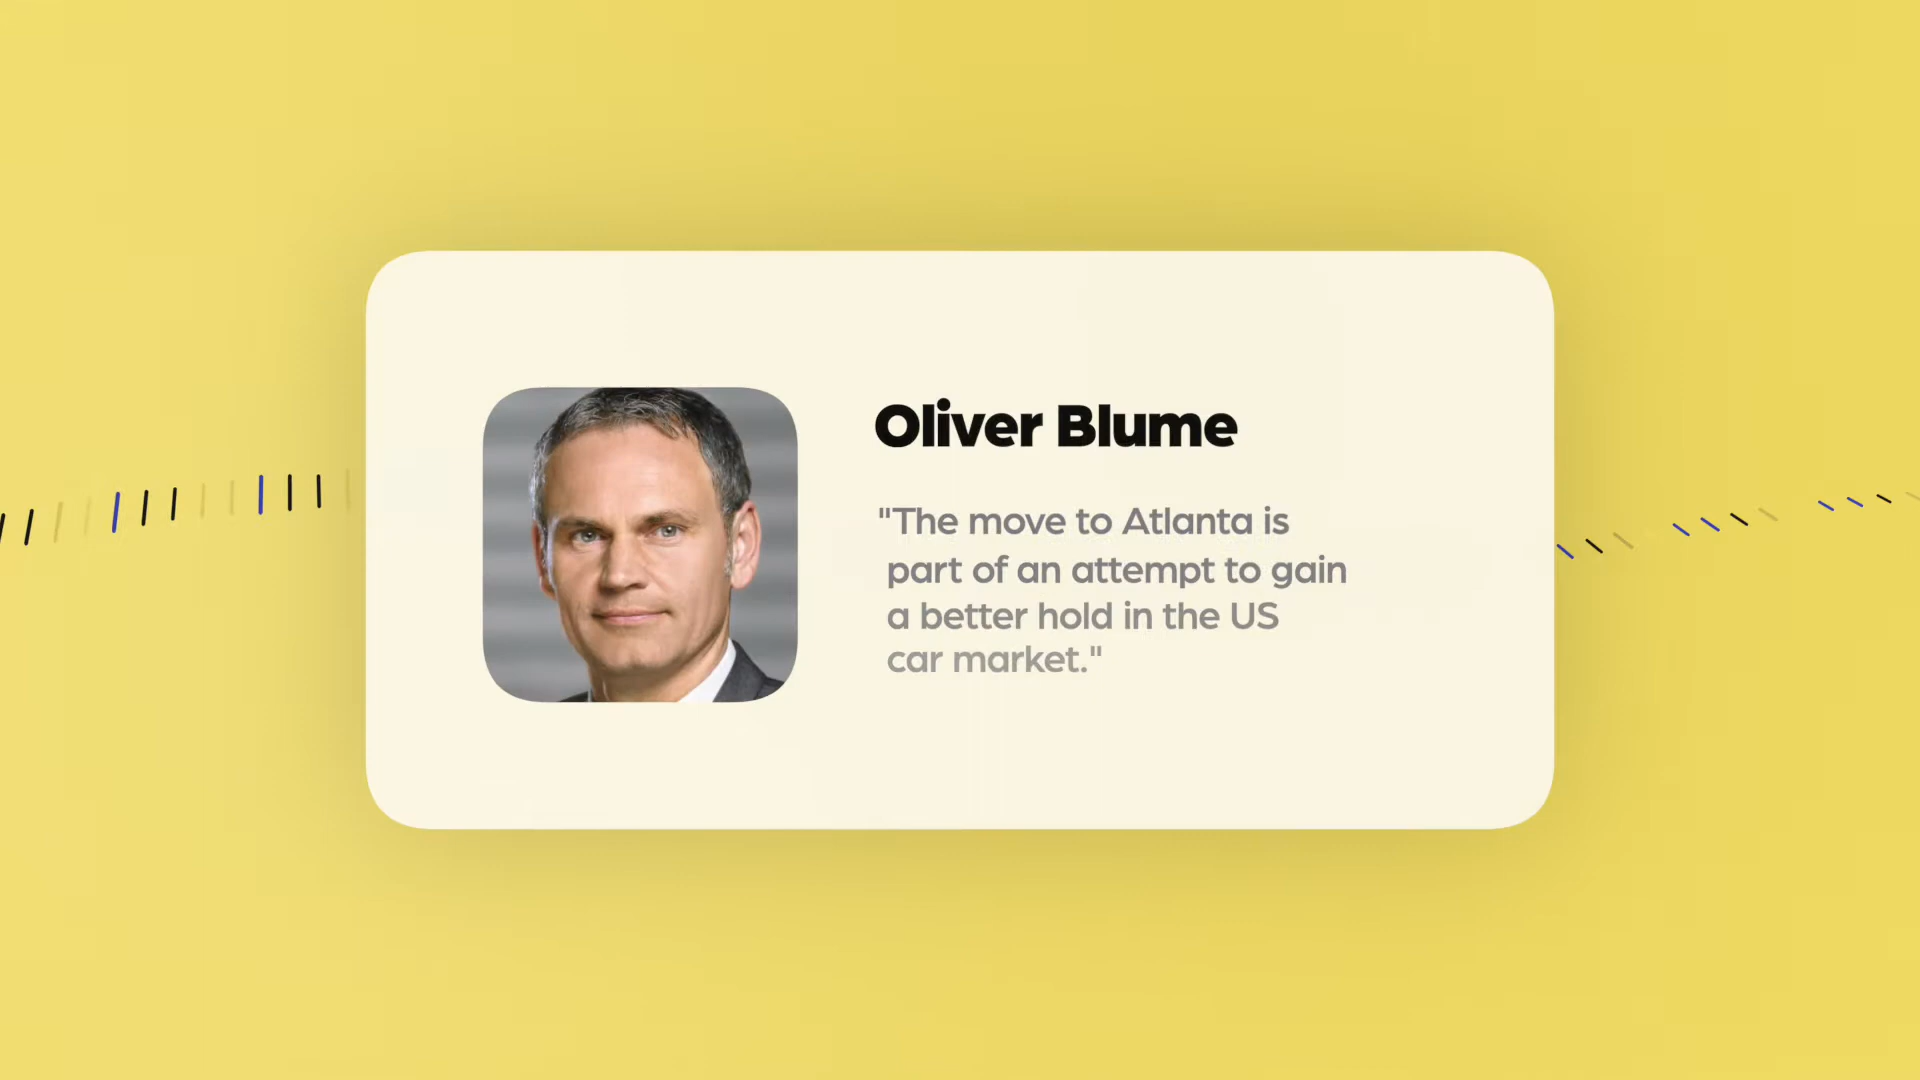 Oliver Blume
"The move to Atlanta is
part of an attempt to gain
a better hold in the US
car market."